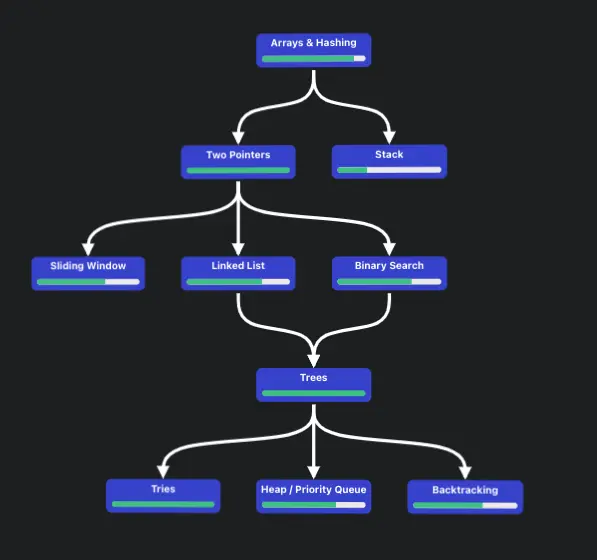 Arrays & Hashing
Two Pointers
Stack
Sliding Window
Linked List
Binary Search
Trees
Tries
Heap / Priority Queue
Backtracking